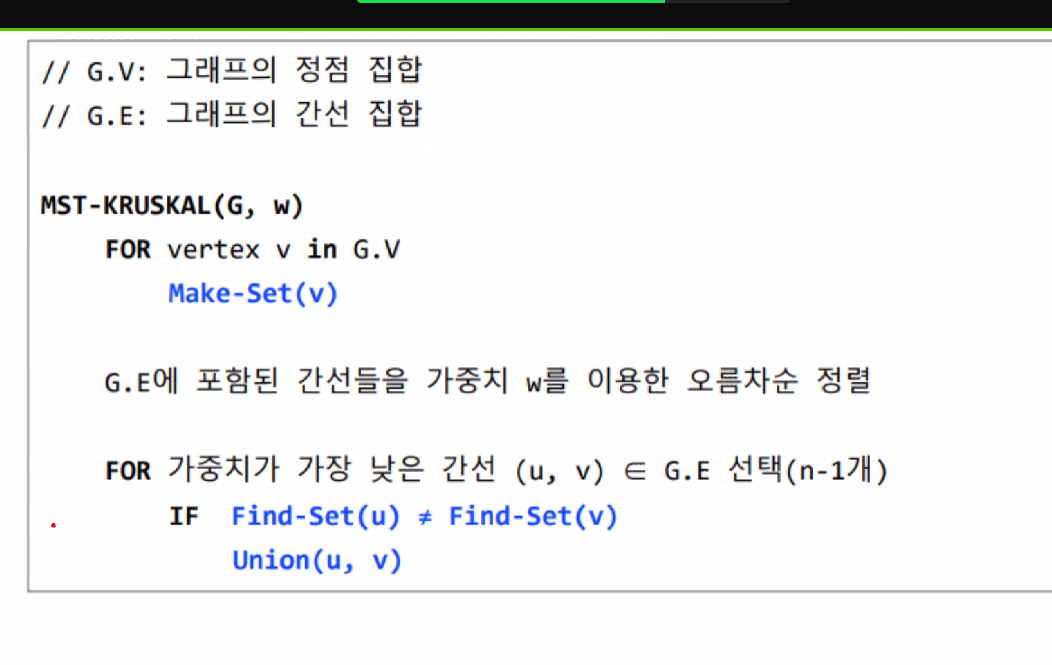 // G.V: 그래프의 정점 집합
// G.E: 그래프의 간선 집합
MST-KRUSKAL(G, w)
FOR vertex v in G.V
Make-Set(v)
G.E에 포함된 간선들을 가중치 w를 이용한 오름차순 정렬
FOR 가중치가 가장 낮은 간선 (u, v) ∈ G.E 선택(n-1개)
IF Find-Set(u) ≠ Find-Set(v)
Union(u, v)